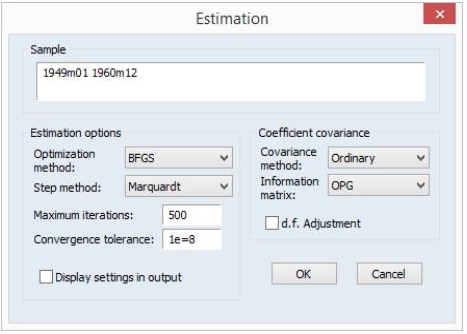 Estimation
Sample
1949m01 1960m12
Estimation options
Optimization
method:
BFGS
Step method:
Marquardt
Maximum iterations:
500
Convergence tolerance:
1e=8
Display settings in output
Coefficient covariance
Covariance
method:
Ordinary
Information
matrix:
OPG
d.f. Adjustment
OK
Cancel